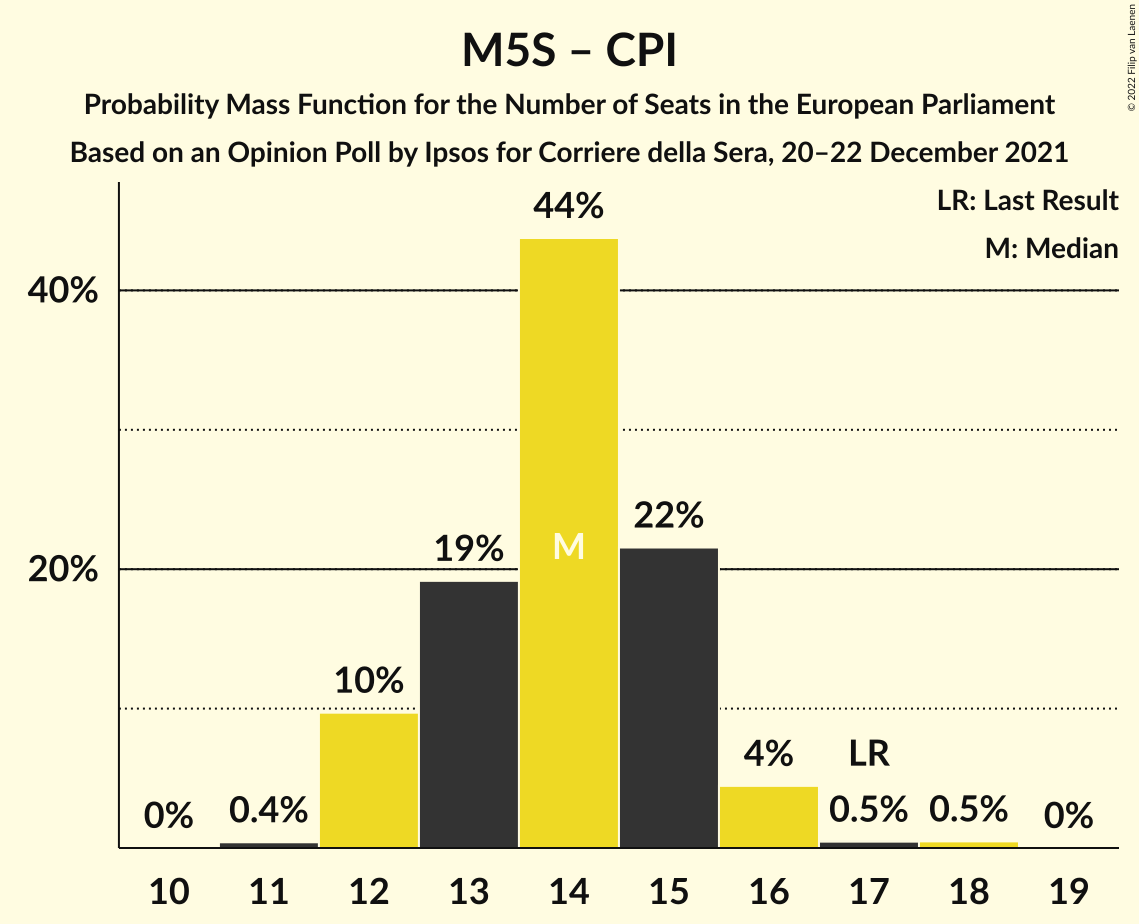 M5S – CPI
Probability Mass Function for the Number of Seats in the European Parliament
Based on an Opinion Poll by Ipsos for Corriere della Sera, 20–22 December 2021
© 2022 Filip van Laenen
LR: Last Result
M: Median
44%
40%
22%
19%
M
20%
10%
4%
LR
0%
0.4%
0.5%
0.5%
0%
10 11 12 13 14 15 16 17 18 19